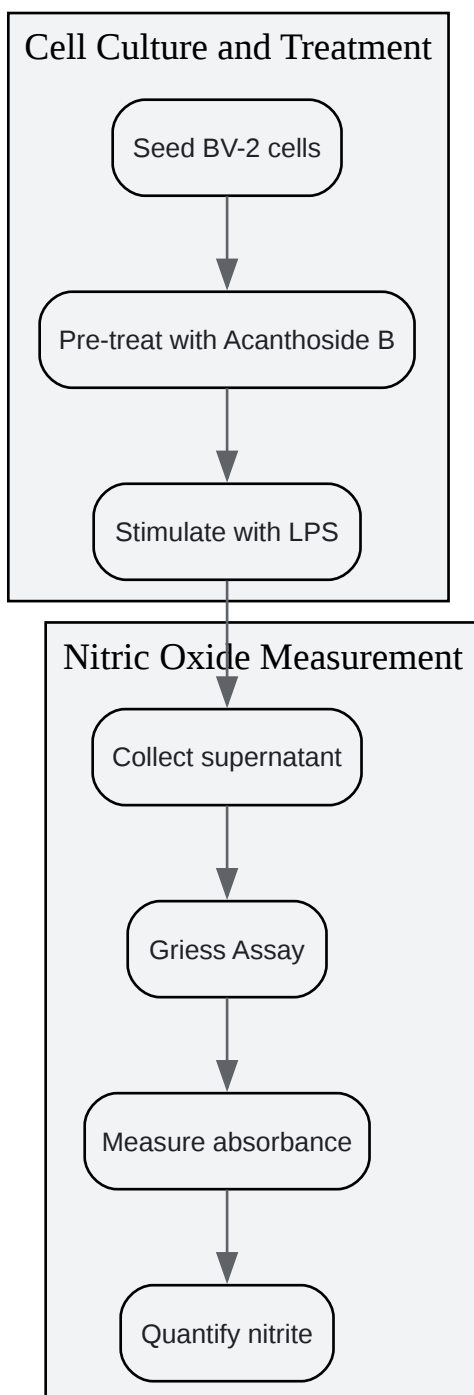 Cell Culture and Treatment
Seed BV-2 cells
Pre-treat with Acanthoside B
Stimulate with LPS
Nitric Oxide Measurement
Collect supernatant
Griess Assay
Measure absorbance
Quantify nitrite